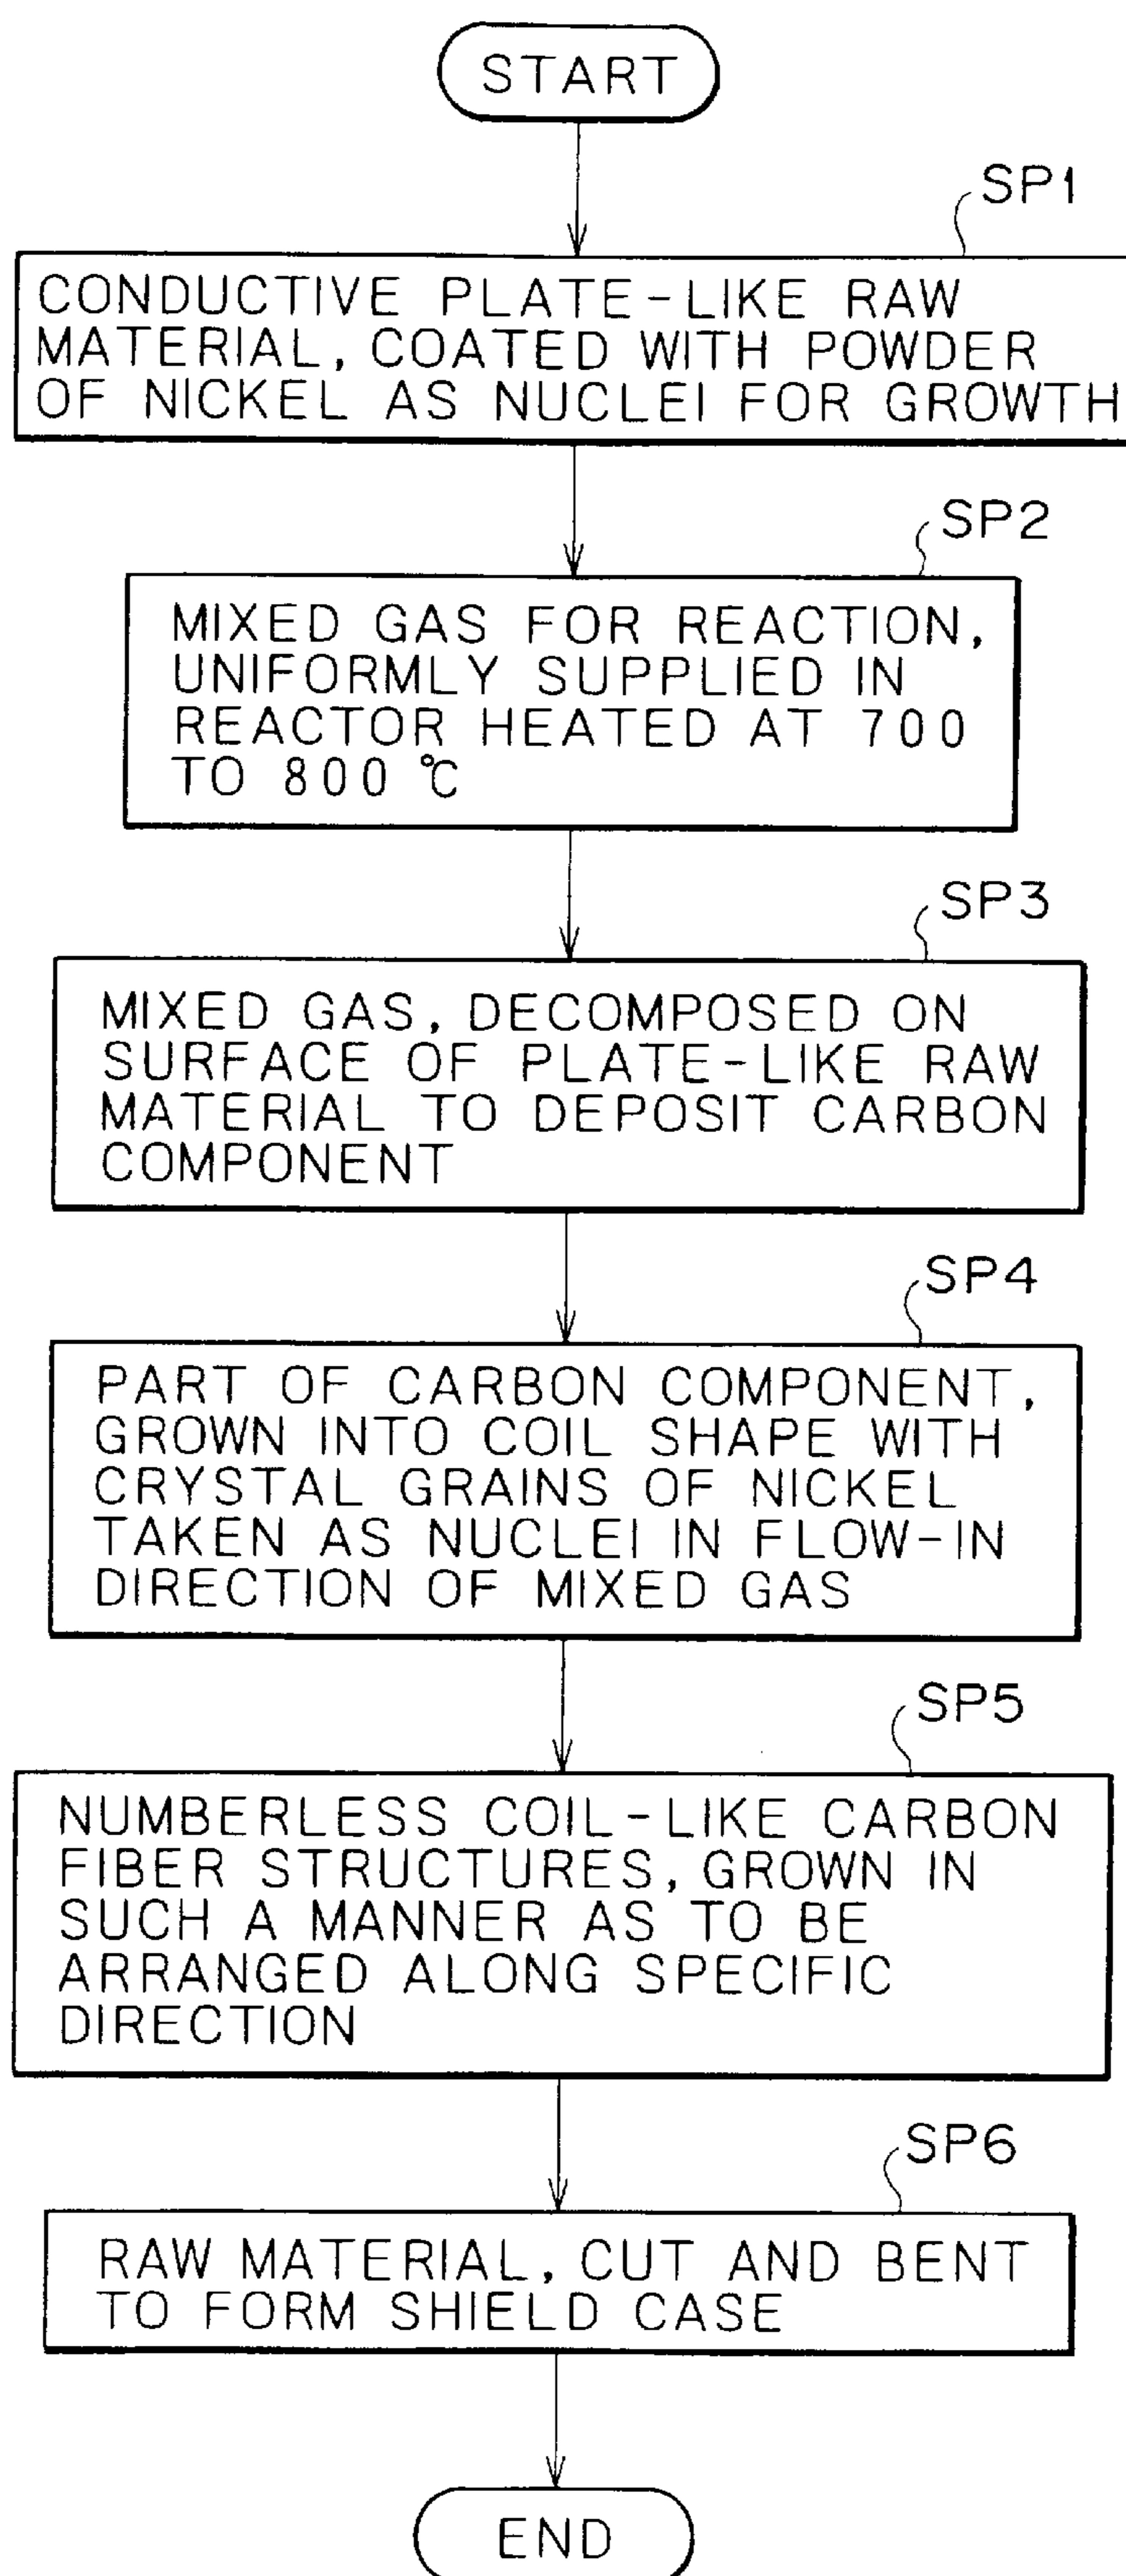 START
SP1
CONDUCTIVE PLATE-LIKE RAW
MATERIAL, COATED WITH POWDER
OF NICKEL AS NUCLEI FOR GROWTH
SP2
MIXED GAS FOR REACTION,
UNIFORMLY SUPPLIED IN
REACTOR HEATED AT 700
TO 800 ℃
SP3
MIXED GAS, DECOMPOSED ON
SURFACE OF PLATE-LIKE RAW
MATERIAL TO DEPOSIT CARBON
COMPONENT
SP4
PART OF CARBON COMPONENT,
GROWN INTO COIL SHAPE WITH
CRYSTAL GRAINS OF NICKEL
TAKEN AS NUCLEI IN FLOW-IN
DIRECTION OF MIXED GAS
SP5
NUMBERLESS COIL-LIKE CARBON
FIBER STRUCTURES, GROWN IN
SUCH A MANNER AS TO BE
ARRANGED ALONG SPECIFIC
DIRECTION
SP6
RAW MATERIAL, CUT AND BENT
TO FORM SHIELD CASE
END